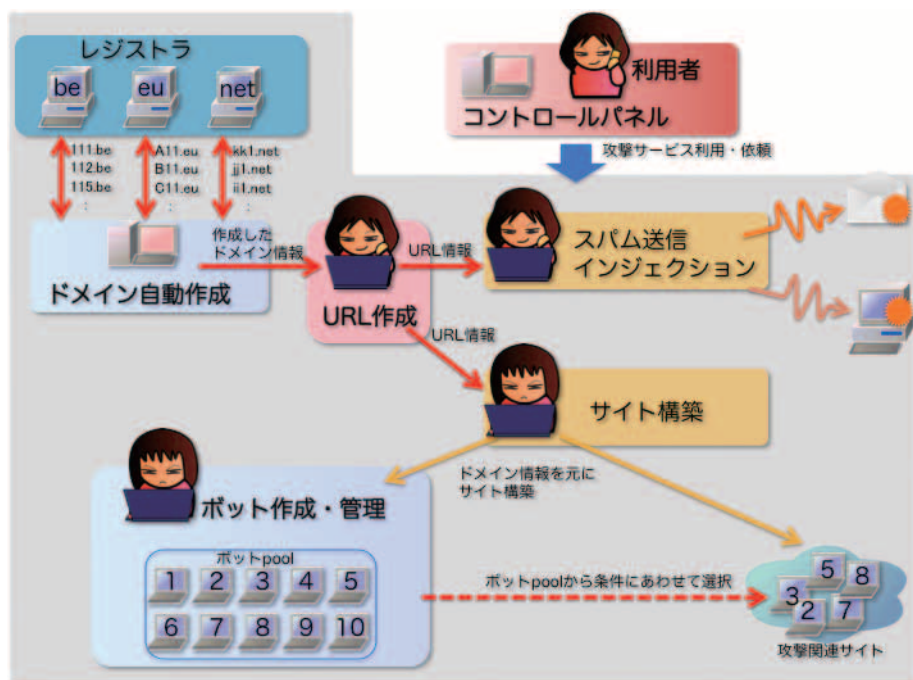 レジストラ
be
eu
net
111.be
112.be
115.be
:
A11.eu
B11.eu
C11.eu
:
kk1.net
jj1.net
ii1.net
:
利用者
コントロールパネル
攻撃サービス利用・依頼
ドメイン自動作成
作成した
ドメイン情報
URL作成
URL情報
スパム送信
インジェクション
URL情報
サイト構築
ドメイン情報を元に
サイト構築
ボット作成・管理
ボットpool
1 2 3 4 5
6 7 8 9 10
ボットpoolから条件にあわせて選択
5 8
3 2 7
攻撃関連サイト